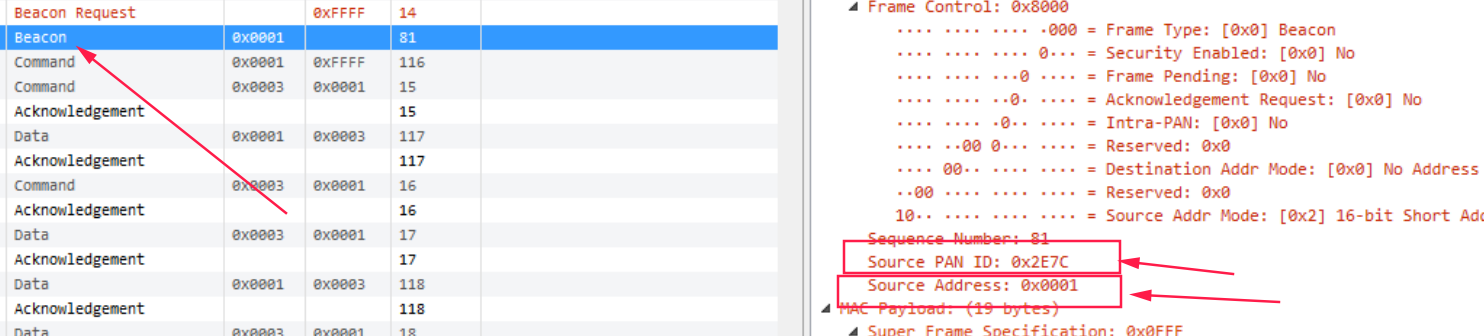 Beacon Request 0xFFFF 14
Beacon 0x0001 81
Command 0x0001 0xFFFF 116
Command 0x0003 0x0001 15
Acknowledgement 15
Data 0x0001 0x0003 117
Acknowledgement 117
Command 0x0003 0x0001 16
Acknowledgement 16
Data 0x0003 0x0001 17
Acknowledgement 17
Data 0x0001 0x0003 118
Acknowledgement 118
Data 0x0003 0x0001 18
Frame Control: 0x8000
.... .... .... .000 = Frame Type: [0x0] Beacon
.... .... .... 0... = Security Enabled: [0x0] No
.... .... ...0 .... = Frame Pending: [0x0] No
.... .... ..0. .... = Acknowledgement Request: [0x0] No
.... .... .0.. .... = Intra-PAN: [0x0] No
.... ..00 0... .... = Reserved: 0x0
.... 00.. .... .... = Destination Addr Mode: [0x0] No Address
..00 .... .... .... = Reserved: 0x0
10.. .... .... .... = Source Addr Mode: [0x2] 16-bit Short Add
Sequence Number: 81
Source PAN ID: 0x2E7C
Source Address: 0x0001
MAC Payload: (19 bytes)
Super Frame Specification: 0x0FFF